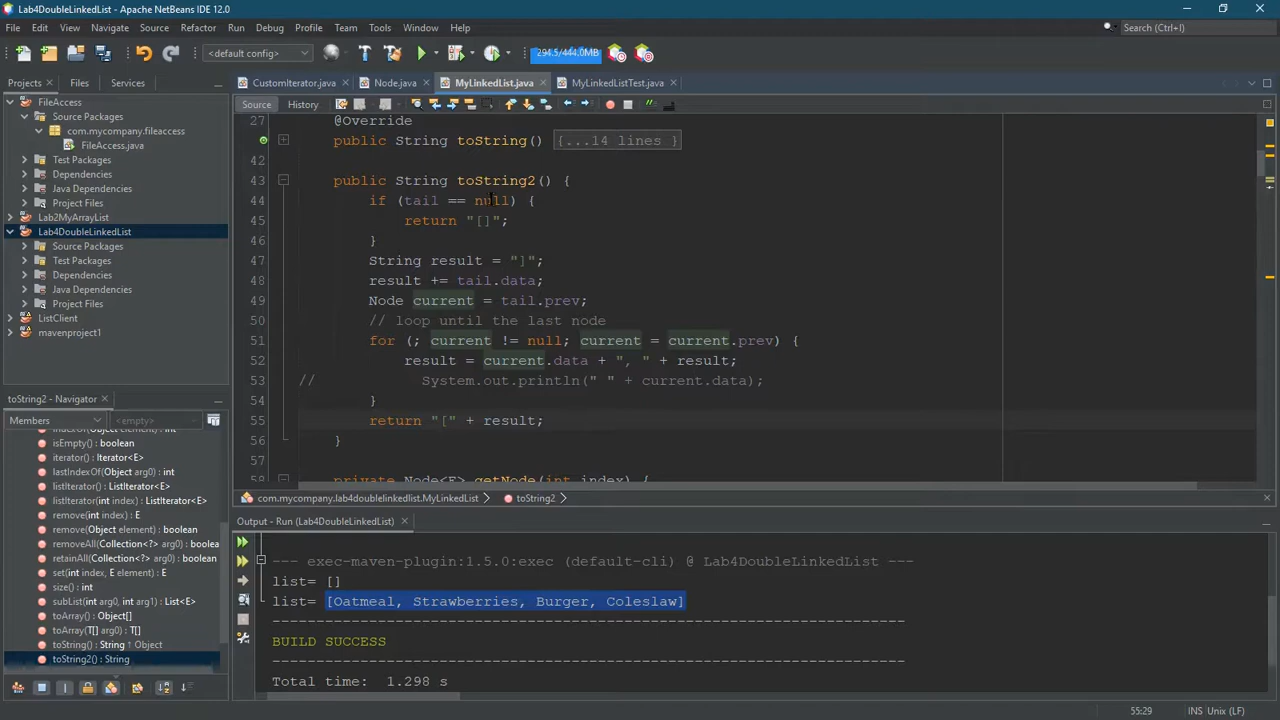 Lab4DoubleLinkedList - Apache NetBeans IDE 12.0
File Edit View Navigate Source Refactor Run Debug Profile Team Tools Window Help
Search (Ctrl+I)
<default config>
294.5/444.0MB
Projects Files Services
CustomIterator.java Node.java MyLinkedList.java MyLinkedListTest.java
Source History
FileAccess
Source Packages
com.mycompany.fileaccess
FileAccess.java
Test Packages
Dependencies
Java Dependencies
Project Files
Lab2MyArrayList
Lab4DoubleLinkedList
Source Packages
Test Packages
Dependencies
Java Dependencies
Project Files
ListClient
mavenproject1
27 @Override
public String toString() {...14 lines }
42
43 public String toString2() {
44 if (tail == null) {
45 return "[]";
46 }
47 String result = "]";
48 result += tail.data;
49 Node current = tail.prev;
50 // loop until the last node
51 for (; current != null; current = current.prev) {
52 result = current.data + ", " + result;
53 // System.out.println(" " + current.data);
54 }
55 return "[" + result;
56 }
57
58 private Node<E> getNode(int index) {
com.mycompany.lab4doublelinkedlist.MyLinkedList toString2
toString2 - Navigator
Members <empty>
indexOf(Object element) : int
isEmpty() : boolean
iterator() : Iterator<E>
lastIndexOf(Object arg0) : int
listIterator() : ListIterator<E>
listIterator(int index) : ListIterator<E>
remove(int index) : E
remove(Object element) : boolean
removeAll(Collection<?> arg0) : boolea
retainAll(Collection<?> arg0) : boolean
set(int index, E element) : E
size() : int
subList(int arg0, int arg1) : List<E>
toArray() : Object[]
toArray(T[] arg0) : T[]
toString() : String ↑ Object
toString2() : String
Output - Run (Lab4DoubleLinkedList)
--- exec-maven-plugin:1.5.0:exec (default-cli) @ Lab4DoubleLinkedList ---
list= []
list= [Oatmeal, Strawberries, Burger, Coleslaw]
------------------------------------------------------------------------
BUILD SUCCESS
------------------------------------------------------------------------
Total time: 1.298 s
55:29 INS Unix (LF)